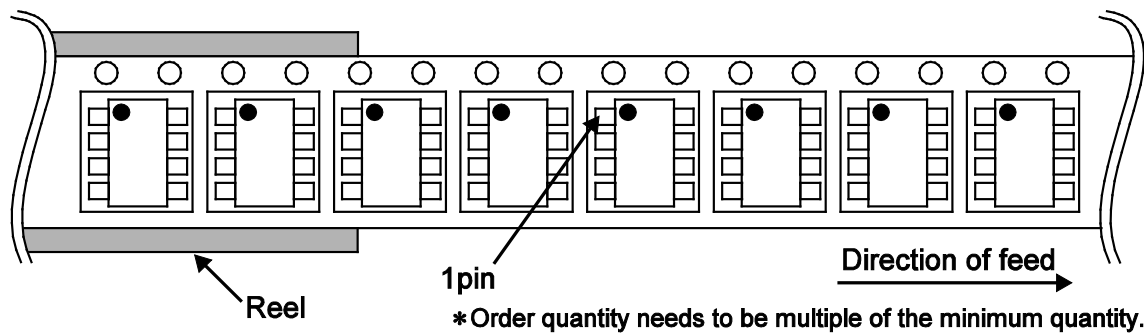 Direction of feed
1pin
Reel
*Order quantity needs to be multiple of the minimum quantity.